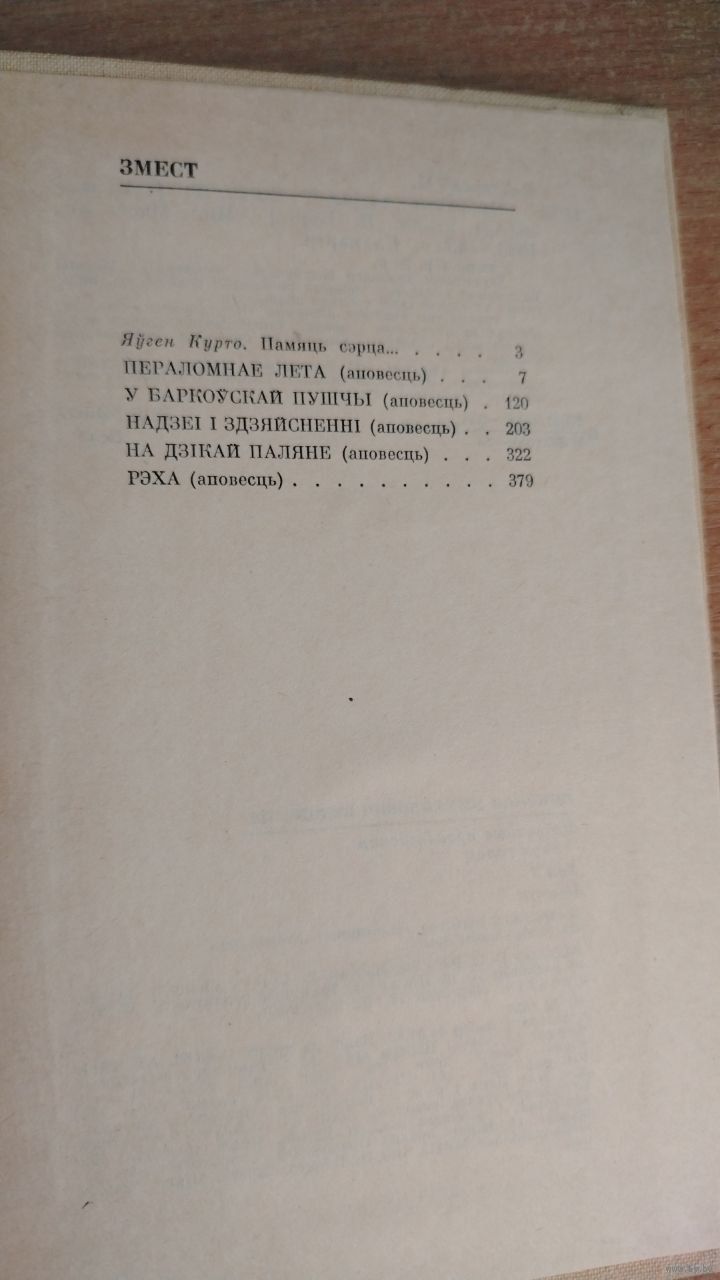 ЗМЕСТ
Яўген Курто. Памяць сэрца... . . . . 3
ПЕРАЛОМНАЕ ЛЕТА (аповесць) . . . 7
У БАРКОЎСКАЙ ПУШЧЫ (аповесць) . 120
НАДЗЕІ І ЗДЗЯЙСНЕННІ (аповесць) . . 203
НА ДЗІКАЙ ПАЛЯНЕ (аповесць) . . . 322
РЭХА (аповесць) . . . . . . . . . . 379